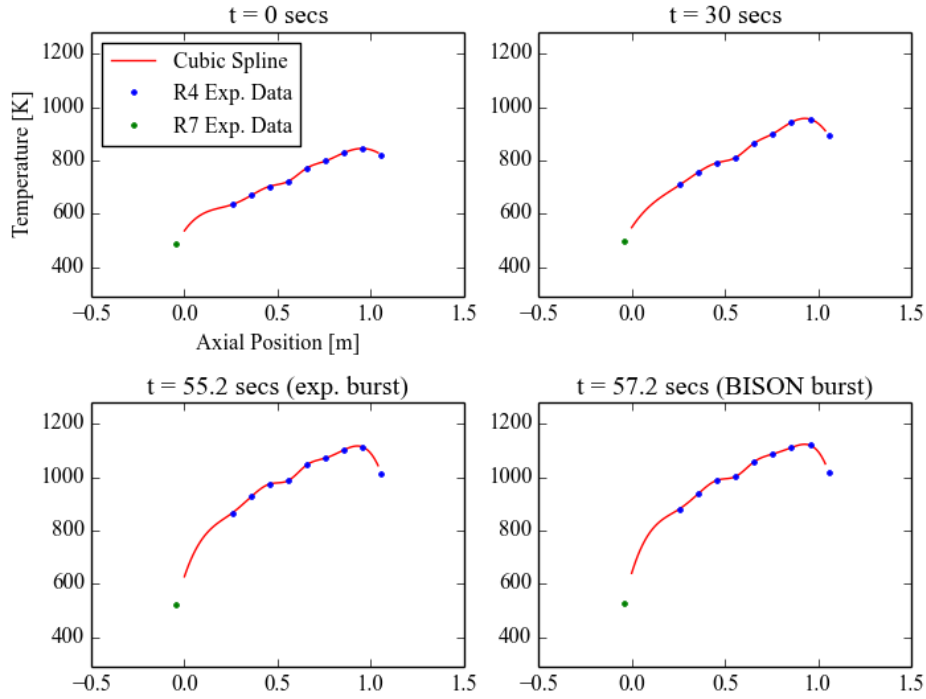 t = 0 secs
t = 30 secs
1200
1000
800
600
400
Temperature [K]
Cubic Spline
R4 Exp. Data
R7 Exp. Data
−0.5 0.0 0.5 1.0 1.5
Axial Position [m]
1200
1000
800
600
400
−0.5 0.0 0.5 1.0 1.5
t = 55.2 secs (exp. burst)
t = 57.2 secs (BISON burst)
1200
1000
800
600
400
−0.5 0.0 0.5 1.0 1.5
1200
1000
800
600
400
−0.5 0.0 0.5 1.0 1.5